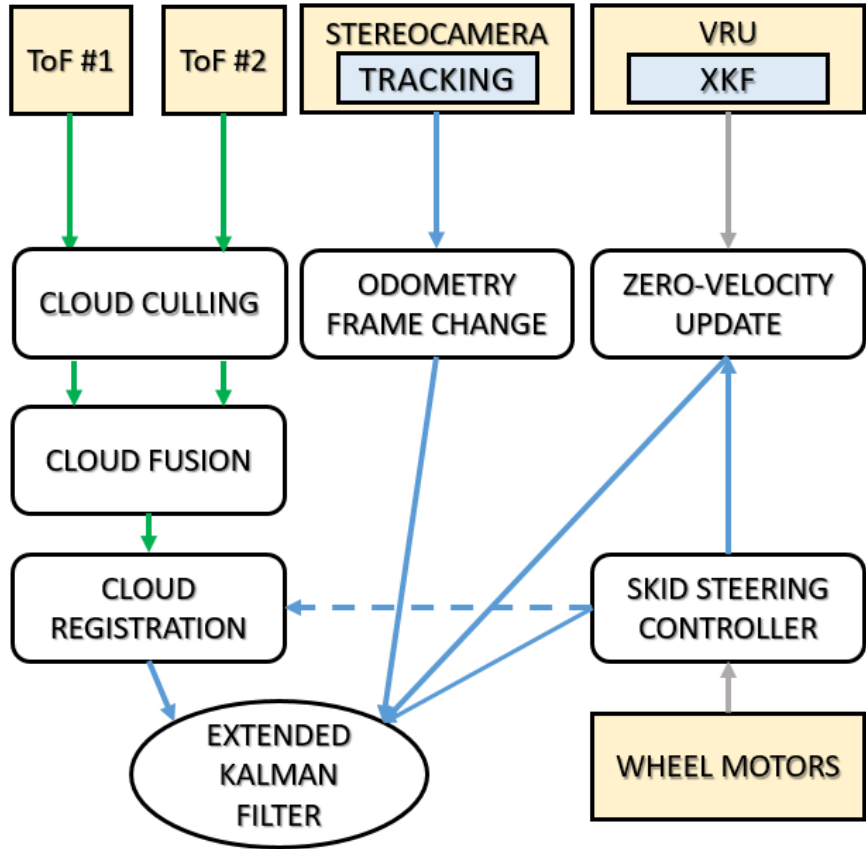 ToF #1
ToF #2
STEREOCAMERA
TRACKING
VRU
XKF
CLOUD CULLING
ODOMETRY
FRAME CHANGE
ZERO-VELOCITY
UPDATE
CLOUD FUSION
CLOUD
REGISTRATION
SKID STEERING
CONTROLLER
EXTENDED
KALMAN
FILTER
WHEEL MOTORS